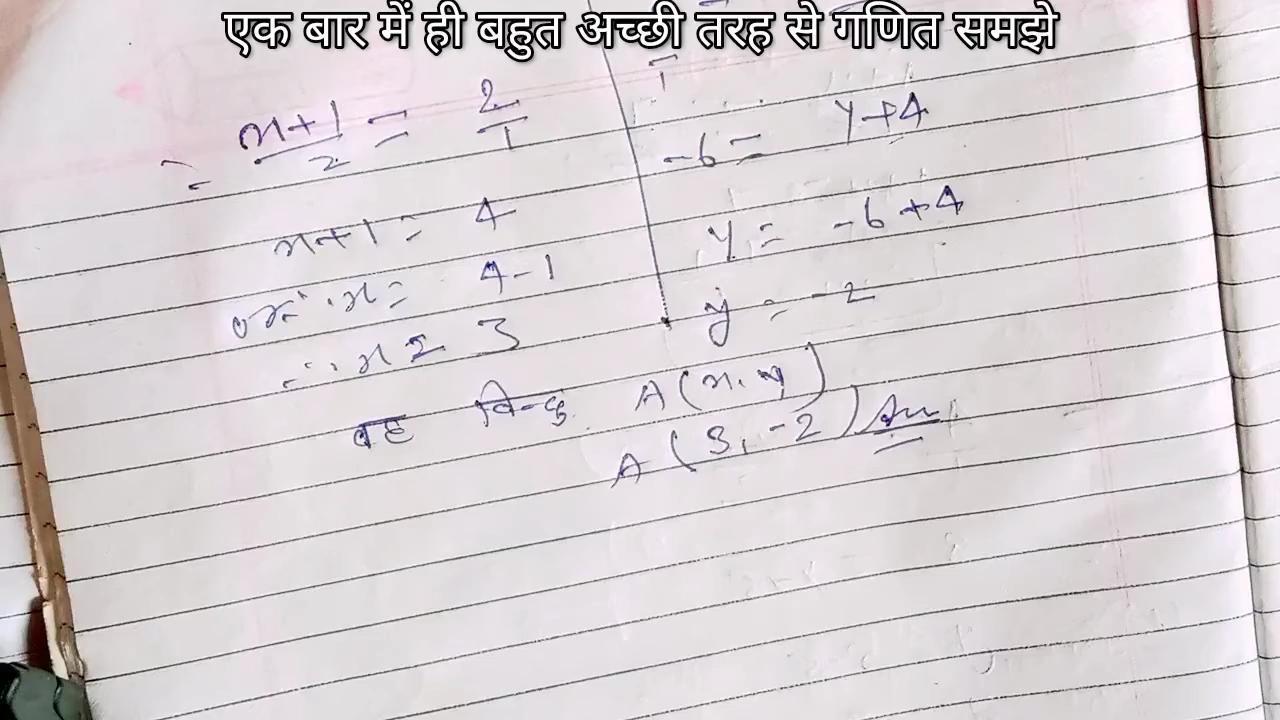 एक बार में ही बहुत अच्छी तरह से गणित समझे
= x+1/2 = 2/1
x+1 = 4
or x = 4-1
∴ x = 3
-6 = y+4
y = -6+4
y = -2
वह बिन्दु A(x, y)
A(3, -2) Ans